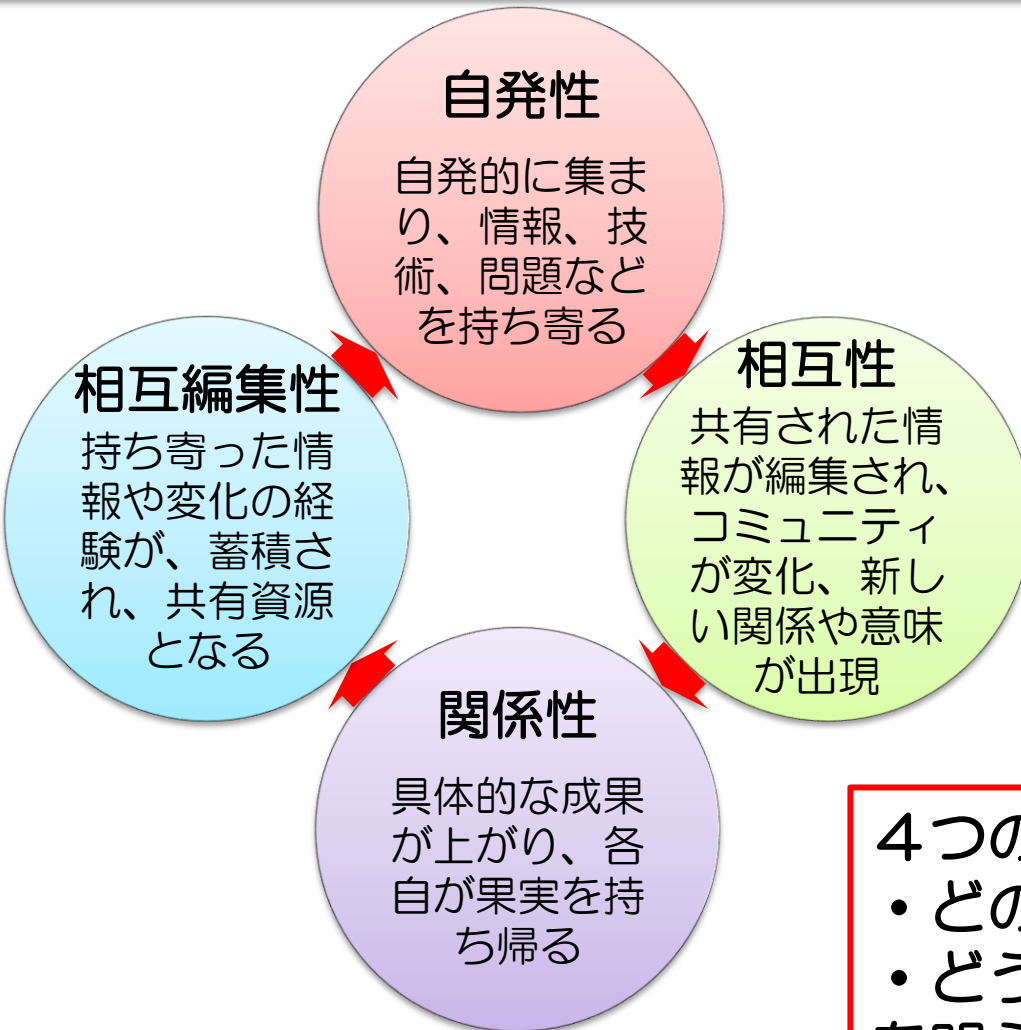 自発性
自発的に集ま
り、情報、技
術、問題など
を持ち寄る
相互性
共有された情
報が編集され、
コミュニティ
が変化、新し
い関係や意味
が出現
関係性
具体的な成果
が上がり、各
自が果実を持
ち帰る
相互編集性
持ち寄った情
報や変化の経
験が、蓄積さ
れ、共有資源
となる
４つの
・どの
・どう